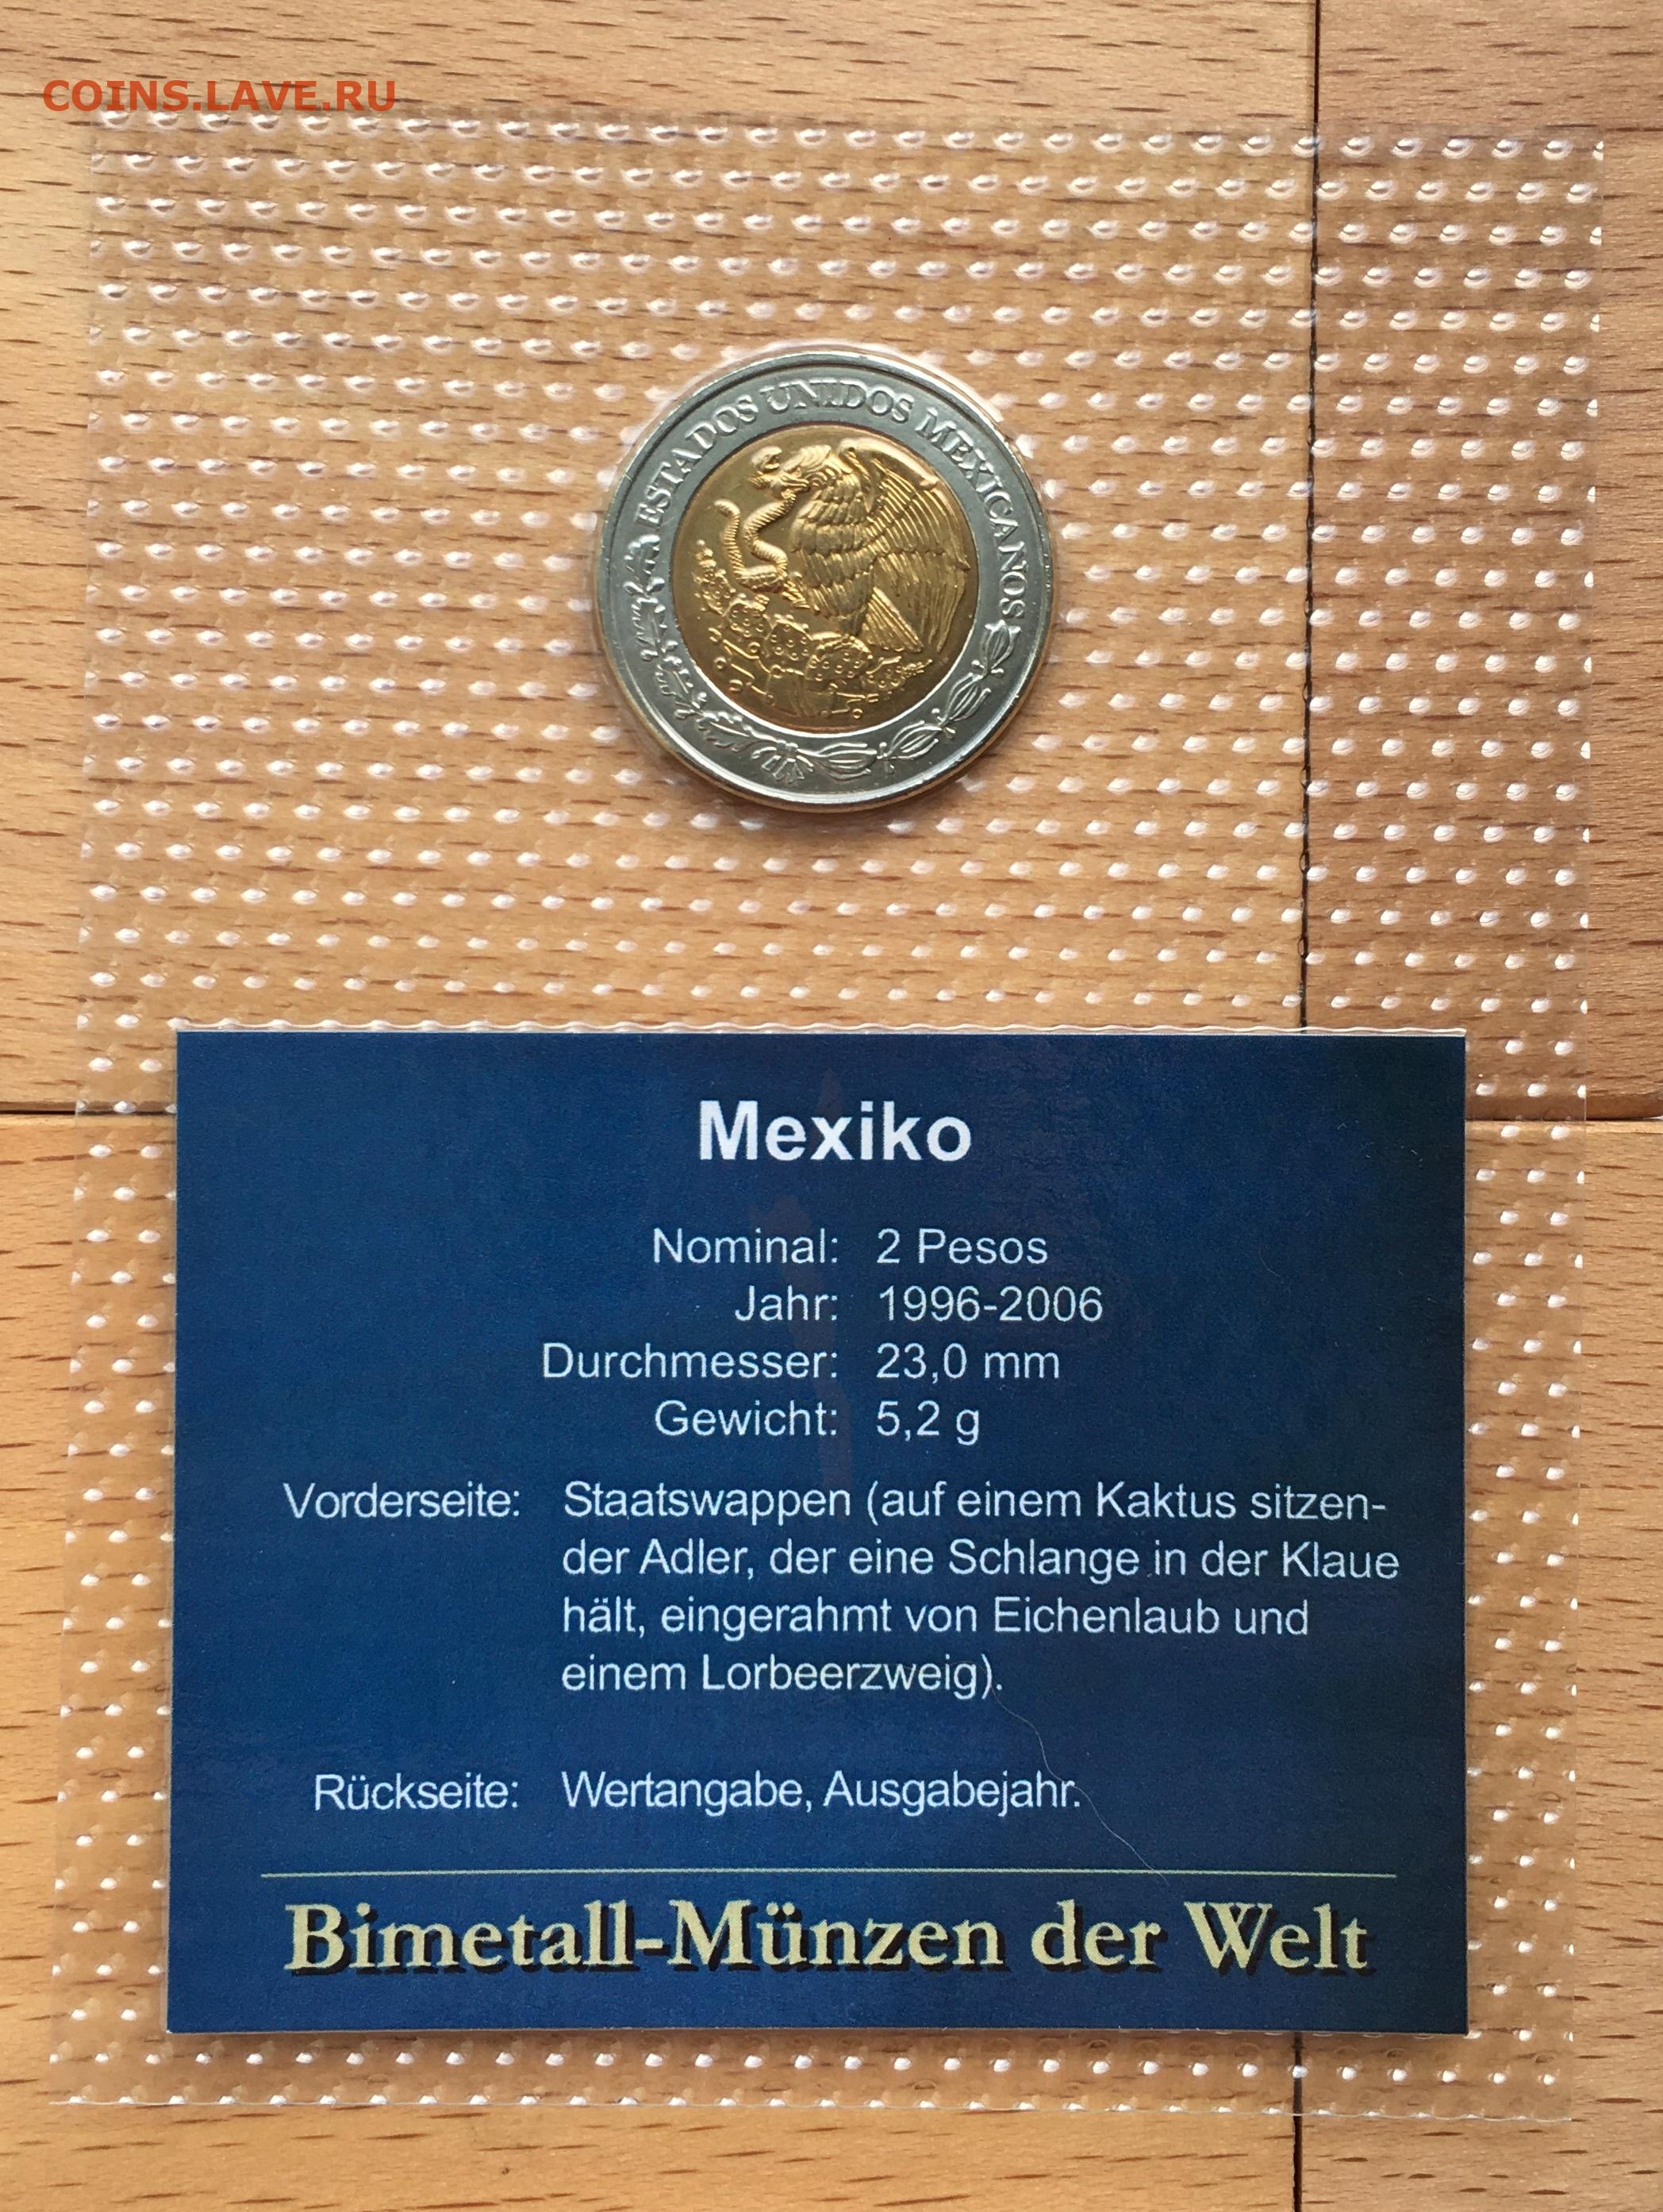 COINS.LAVE.RU
ESTADOS UNIDOS MEXICANOS
Mexiko
Nominal: 2 Pesos
Jahr: 1996-2006
Durchmesser: 23,0 mm
Gewicht: 5,2 g
Vorderseite: Staatswappen (auf einem Kaktus sitzen-
der Adler, der eine Schlange in der Klaue
hält, eingerahmt von Eichenlaub und
einem Lorbeerzweig).
Rückseite: Wertangabe, Ausgabejahr.
Bimetall-Münzen der Welt